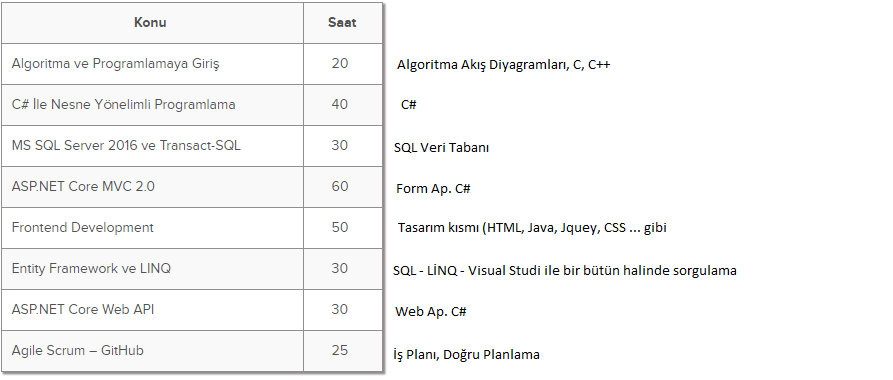 Konu Saat
Algoritma ve Programlamaya Giriş 20 Algoritma Akış Diyagramları, C, C++
C# İle Nesne Yönelimli Programlama 40 C#
MS SQL Server 2016 ve Transact-SQL 30 SQL Veri Tabanı
ASP.NET Core MVC 2.0 60 Form Ap. C#
Frontend Development 50 Tasarım kısmı (HTML, Java, Jquey, CSS ... gibi
Entity Framework ve LINQ 30 SQL - LİNQ - Visual Studi ile bir bütün halinde sorgulama
ASP.NET Core Web API 30 Web Ap. C#
Agile Scrum – GitHub 25 İş Planı, Doğru Planlama